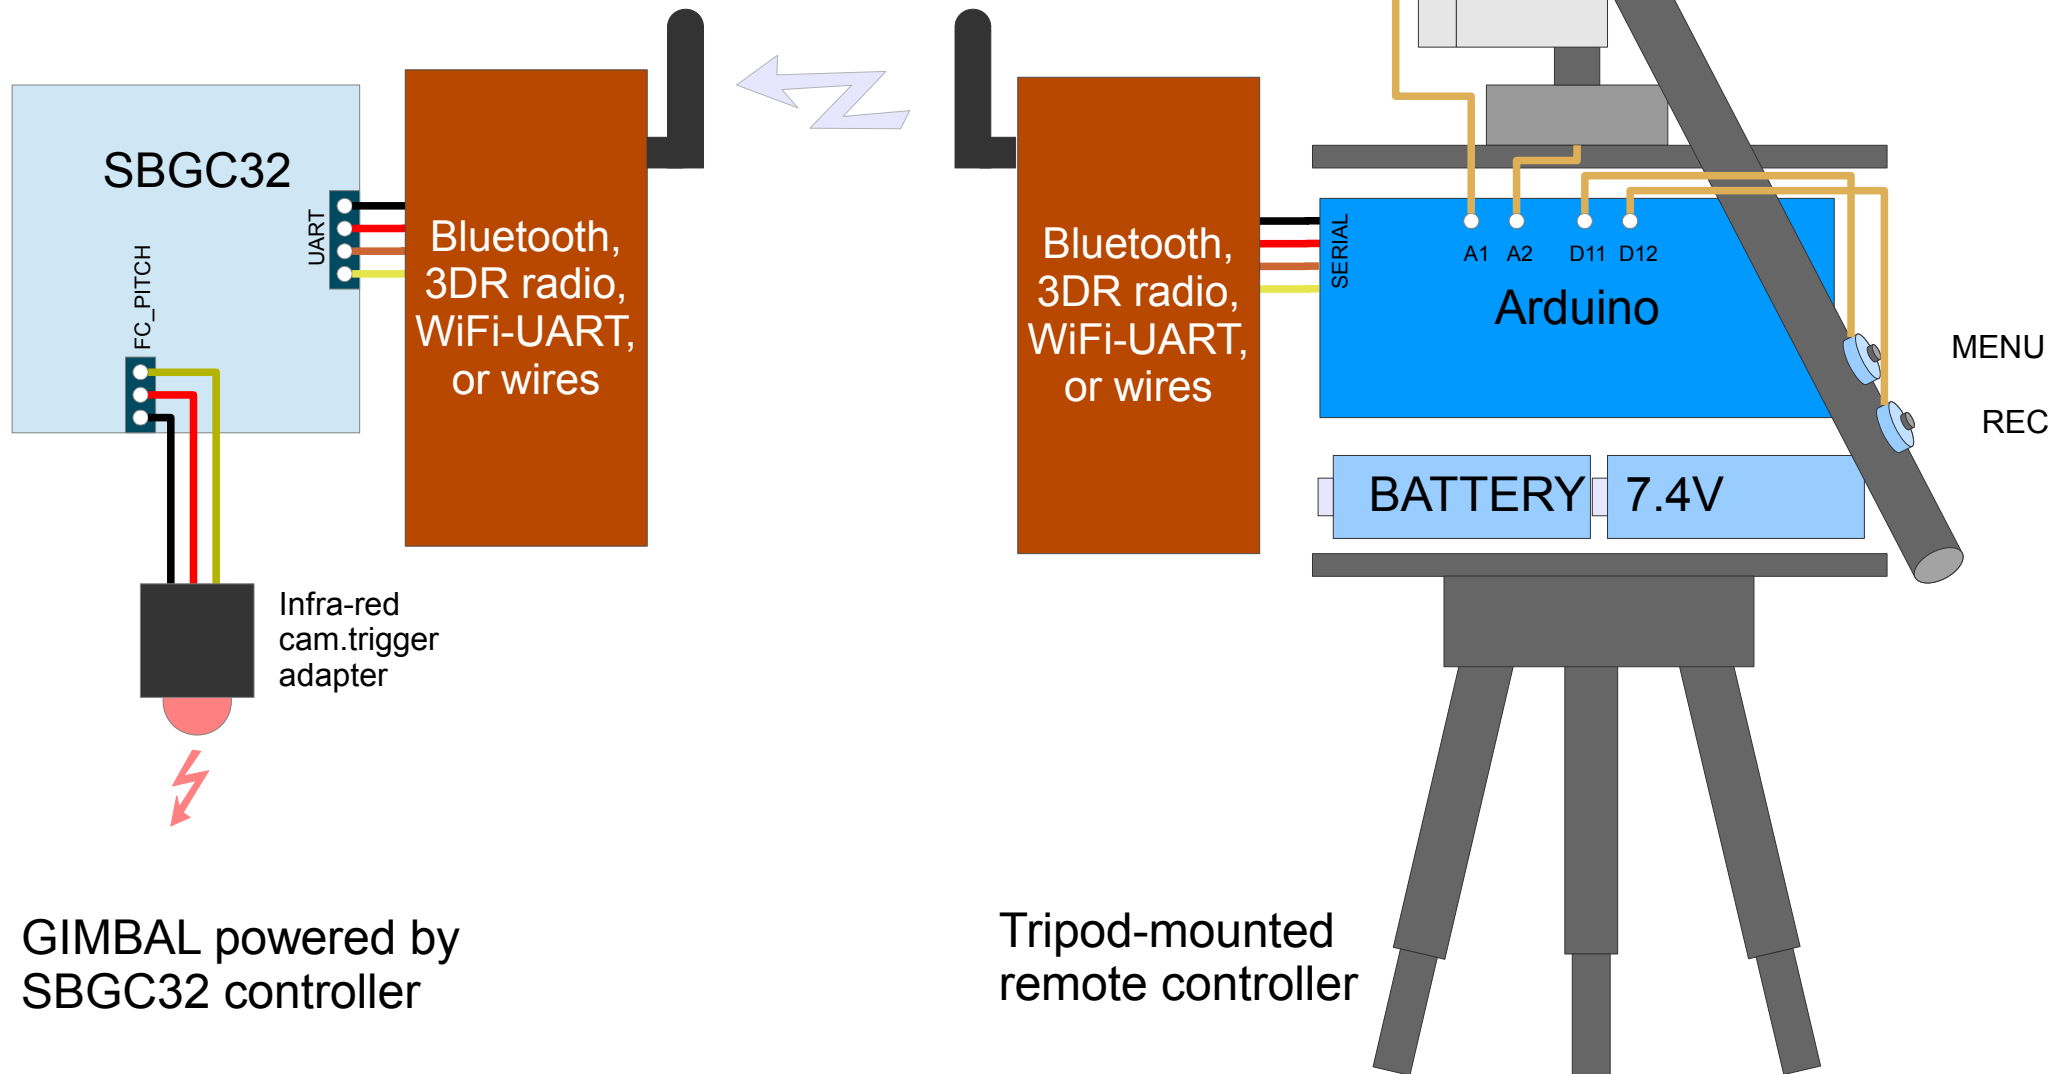 SBGC32
UART
FC_PITCH
Bluetooth,
3DR radio,
WiFi-UART,
or wires
Infra-red
cam.trigger
adapter
GIMBAL powered by
SBGC32 controller
Bluetooth,
3DR radio,
WiFi-UART,
or wires
SERIAL
A1 A2 D11 D12
Arduino
MENU
REC
BATTERY 7.4V
Tripod-mounted
remote controller